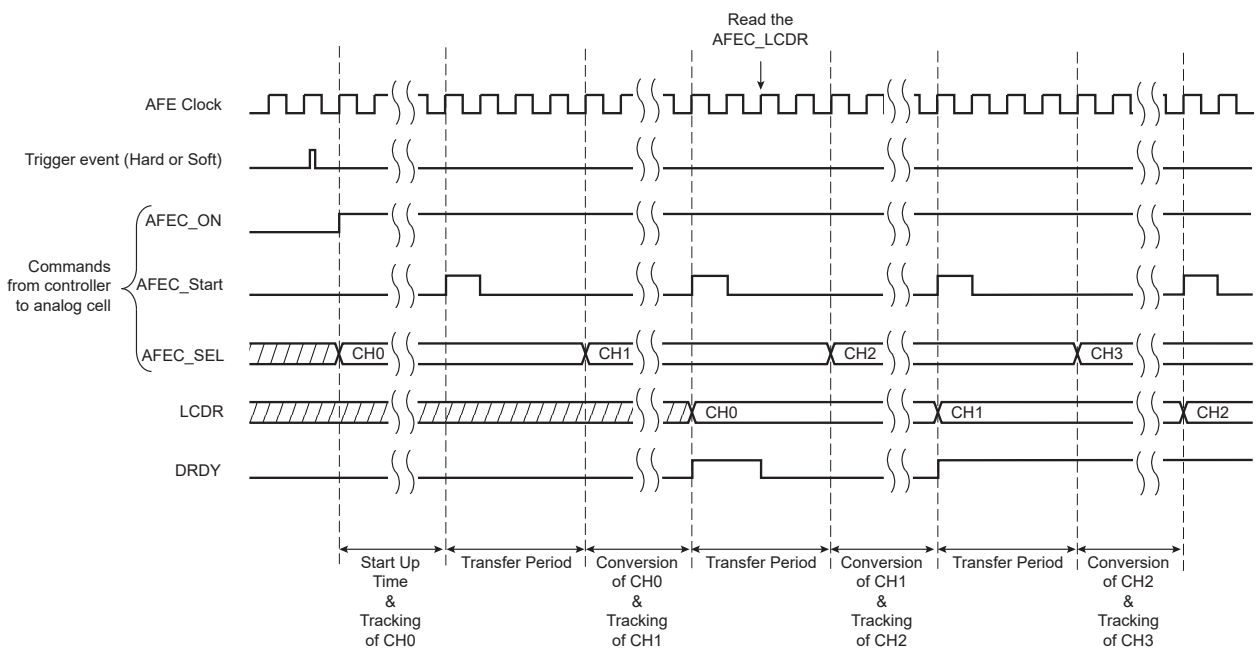 Read the
AFEC_LCDR
AFE Clock
Trigger event (Hard or Soft)
AFEC_ON
Commands
from controller
to analog cell
AFEC_Start
AFEC_SEL
CH0
CH1
CH2
CH3
LCDR
CH0
CH1
CH2
DRDY
Start Up
Time
&
Tracking
of CH0
Transfer Period
Conversion
of CH0
&
Tracking
of CH1
Transfer Period
Conversion
of CH1
&
Tracking
of CH2
Transfer Period
Conversion
of CH2
&
Tracking
of CH3